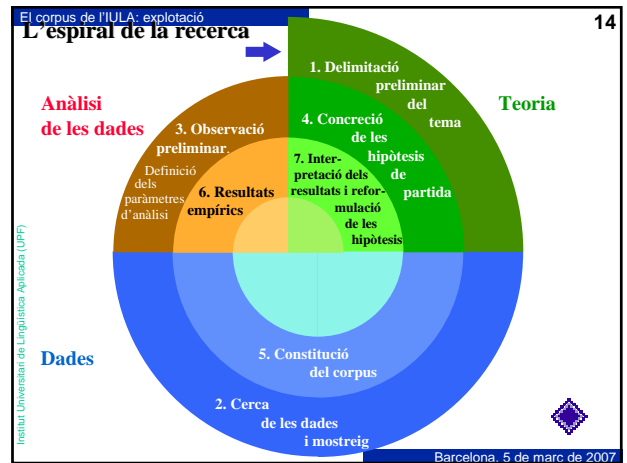 El corpus de l'IULA: explotació
14
L'espiral de la recerca
1. Delimitació
preliminar
del
tema
Teoria
Anàlisi
de les dades
3. Observació
preliminar.
Definició
dels
paràmetres
d'anàlisi
4. Concreció
de les
hipòtesis
de
partida
6. Resultats
empírics
7. Inter-
pretació dels
resultats i refor-
mulació
de les
hipòtesis
Dades
5. Constitució
del corpus
2. Cerca
de les dades
i mostreig
Institut Universitari de Lingüística Aplicada (UPF)
Barcelona, 5 de març de 2007